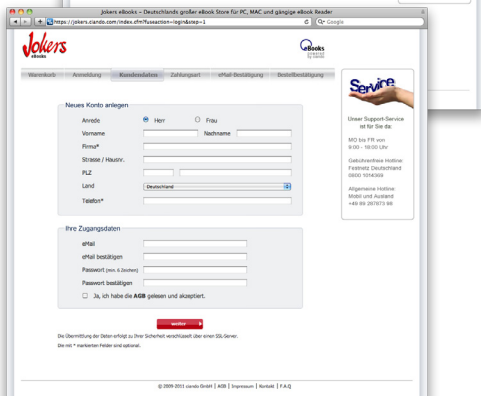 Jokers eBooks – Deutschlands großer eBook Store für PC, MAC und gängige eBook Reader
https://jokers.ciando.com/index.cfm?fuseaction=login&step=1
Google
Jokers
eBooks
eBooks
powered
by ciando
Warenkorb Anmeldung Kundendaten Zahlungsart eMail-Bestätigung Bestellbestätigung
Service
Neues Konto anlegen
Anrede Herr Frau
Vorname Nachname
Firma*
Strasse / Hausnr.
PLZ
Land Deutschland
Telefon*
Unser Support-Service
ist für Sie da:
MO bis FR von
9:00 - 18:00 Uhr
Gebührenfreie Hotline
Festnetz Deutschland
0800 1014369
Allgemeine Hotline
Mobil und Ausland
+49 89 287873 98
Ihre Zugangsdaten
eMail
eMail bestätigen
Passwort (min. 6 Zeichen)
Passwort bestätigen
Ja, ich habe die AGB gelesen und akzeptiert.
weiter
Die Übermittlung der Daten erfolgt zu Ihrer Sicherheit verschlüsselt über einen SSL-Server.
Die mit * markierten Felder sind optional.
© 2009-2011 ciando GmbH | AGB | Impressum | Kontakt | F.A.Q